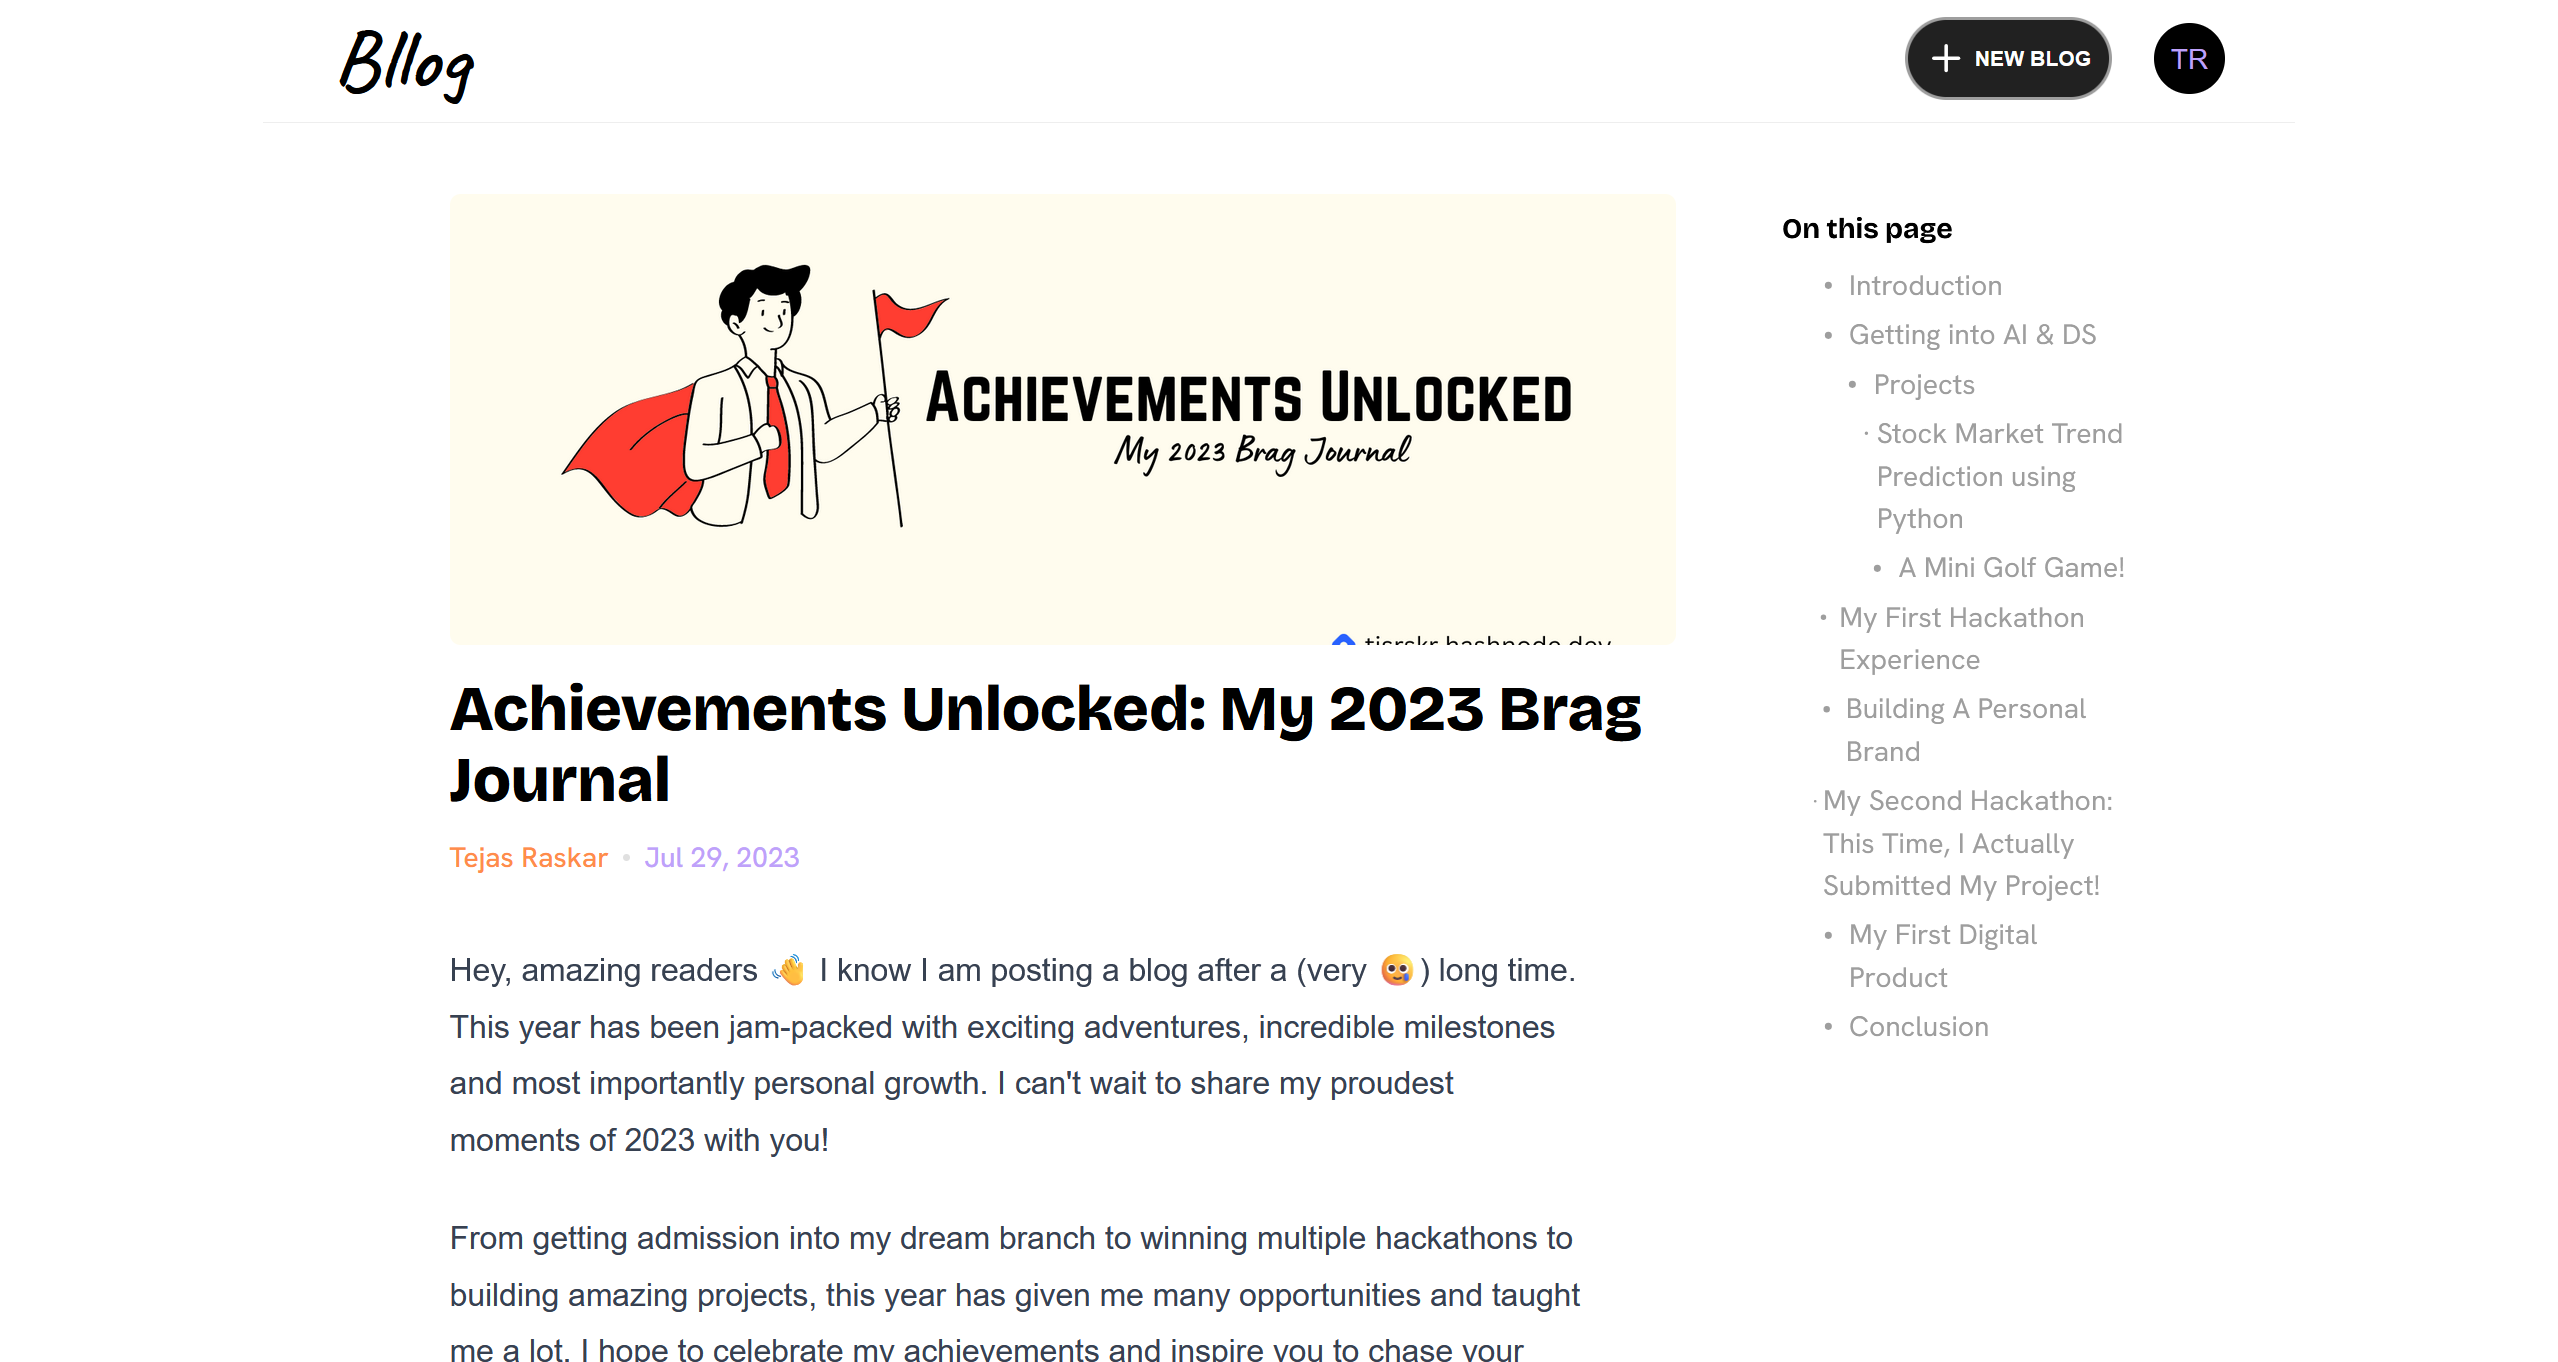 Bllog
NEW BLOG
TR
ACHIEVEMENTS UNLOCKED
My 2023 Brag Journal
tjsrskr.hashnode.dev
Achievements Unlocked: My 2023 Brag
Journal
Tejas Raskar • Jul 29, 2023
Hey, amazing readers 👋 I know I am posting a blog after a (very 🥲) long time.
This year has been jam-packed with exciting adventures, incredible milestones
and most importantly personal growth. I can't wait to share my proudest
moments of 2023 with you!
From getting admission into my dream branch to winning multiple hackathons to
building amazing projects, this year has given me many opportunities and taught
me a lot. I hope to celebrate my achievements and inspire you to chase your
On this page
• Introduction
• Getting into AI & DS
• Projects
• Stock Market Trend
Prediction using
Python
• A Mini Golf Game!
• My First Hackathon
Experience
• Building A Personal
Brand
• My Second Hackathon:
This Time, I Actually
Submitted My Project!
• My First Digital
Product
• Conclusion